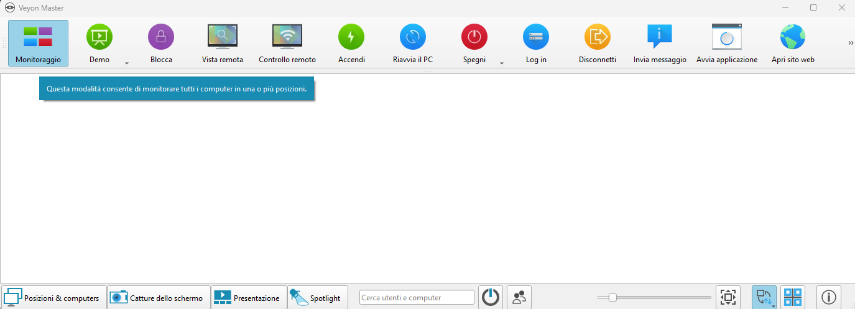 Veyon Master
Monitoraggio
Demo
Blocca
Vista remota
Controllo remoto
Accendi
Riavvia il PC
Spegni
Log in
Disconnetti
Invia messaggio
Avvia applicazione
Apri sito web
Questa modalità consente di monitorare tutti i computer in una o più posizioni.
Posizioni & computers
Catture dello schermo
Presentazione
Spotlight
Cerca utenti e computer